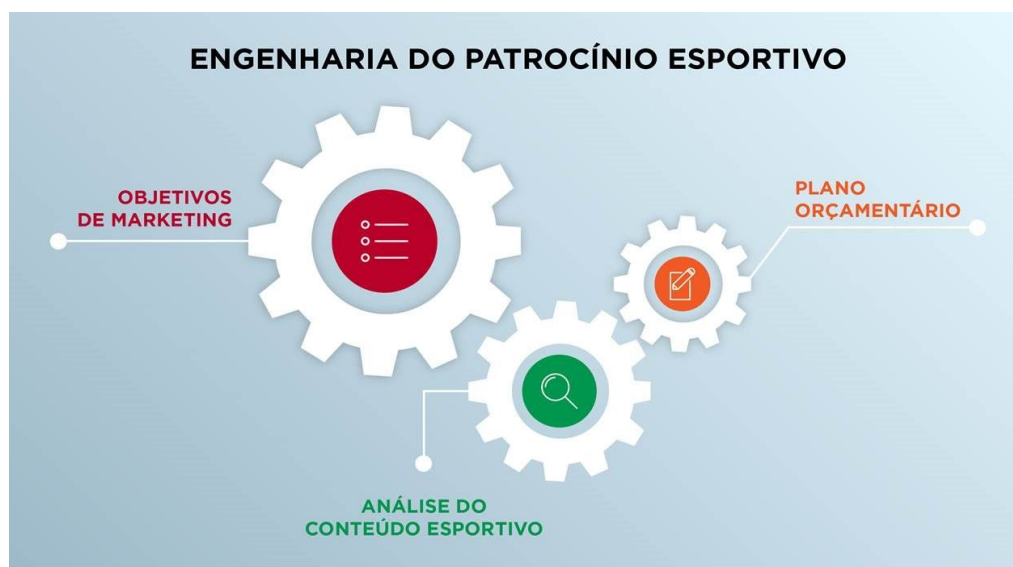 ENGENHARIA DO PATROCÍNIO ESPORTIVO
OBJETIVOS
DE MARKETING
PLANO
ORÇAMENTÁRIO
ANÁLISE DO
CONTEÚDO ESPORTIVO